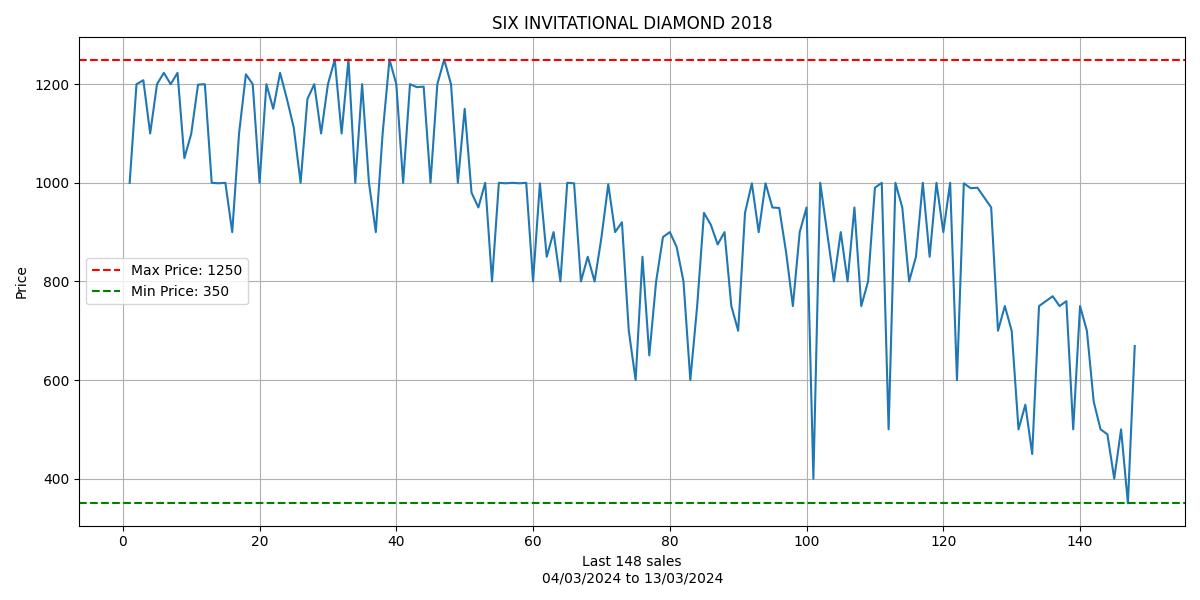 SIX INVITATIONAL DIAMOND 2018
Price
1200
1000
800
600
400
Max Price: 1250
Min Price: 350
0 20 40 60 80 100 120 140
Last 148 sales
04/03/2024 to 13/03/2024